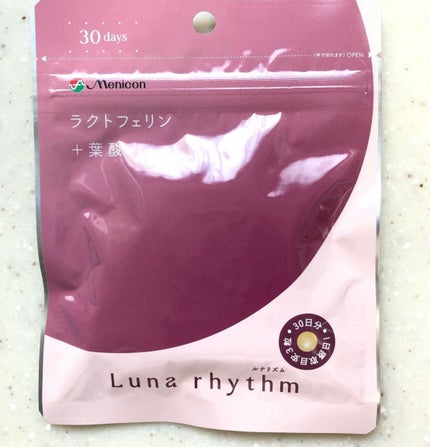 30 days
(手で切れます) OPEN
Menicon
ラクトフェリン
+葉酸
30日分・1日摂取目安3粒・
ルナリズム
Luna rhythm